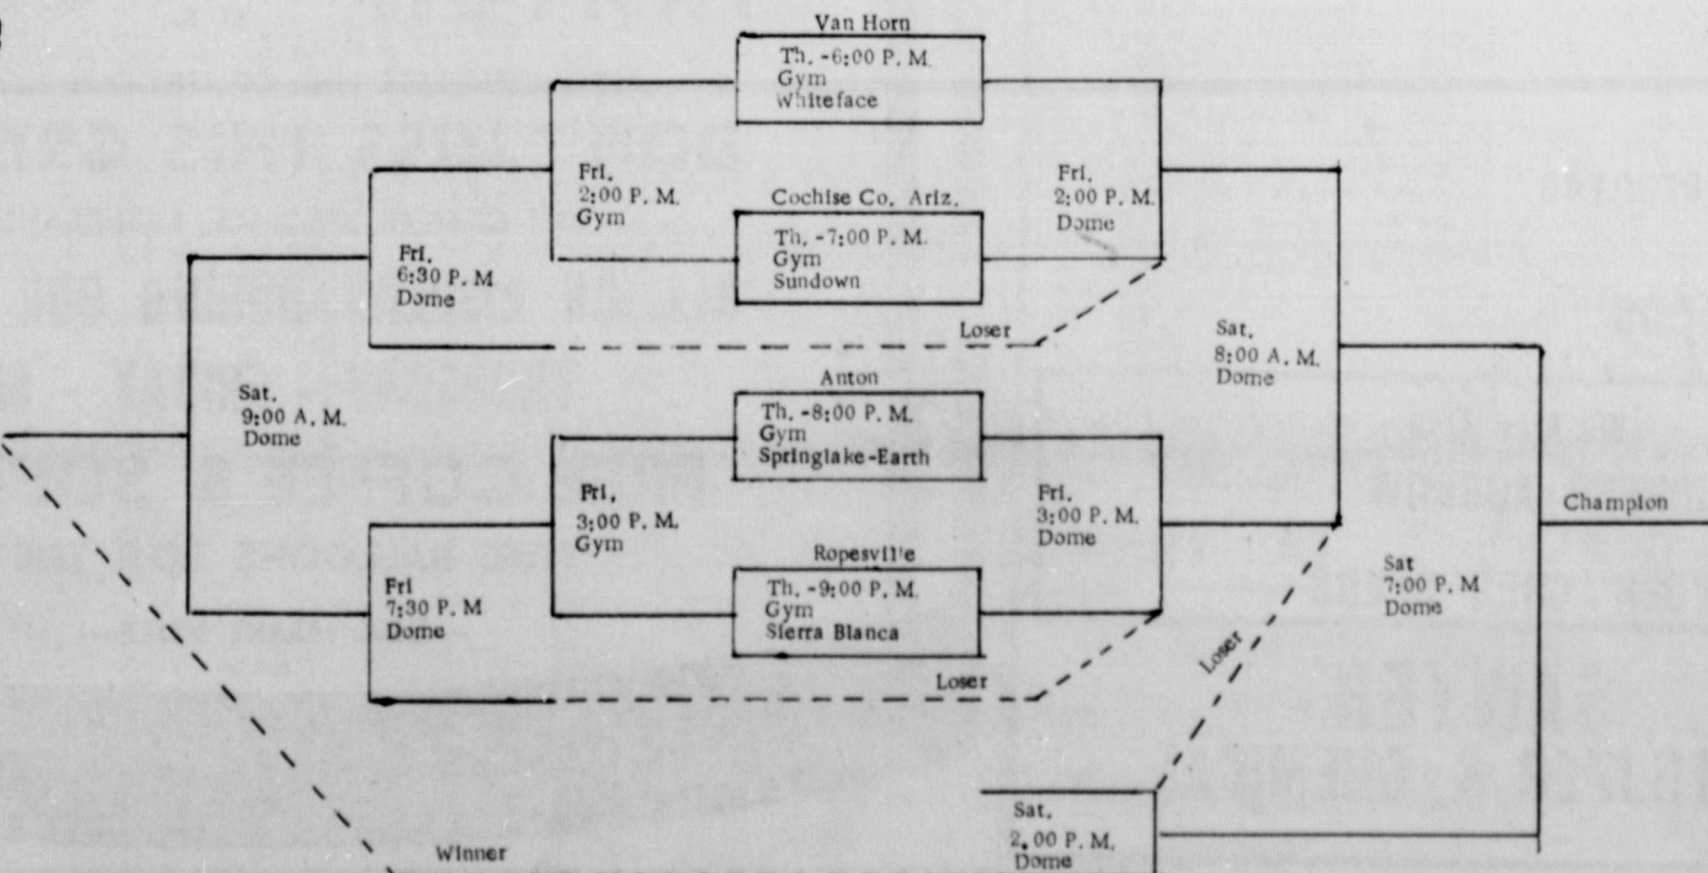 Van Horn
Th. -6:00 P. M.
Gym
Whiteface
Fri.
2:00 P. M.
Gym
Cochise Co. Ariz.
Th. -7:00 P. M.
Gym
Sundown
Fri.
2:00 P. M.
Dome
Fri.
6:30 P. M
Dome
Loser
Sat.
8:00 A. M.
Dome
Sat.
9:00 A. M.
Dome
Anton
Th. -8:00 P. M.
Gym
Springlake-Earth
Fri.
3:00 P. M.
Gym
Fri.
3:00 P. M.
Dome
Champion
Ropesville
Th. -9:00 P. M.
Gym
Sierra Blanca
Fri
7:30 P. M
Dome
Sat
7:00 P. M
Dome
Loser
Loser
Sat.
2.00 P. M.
Dome
Winner